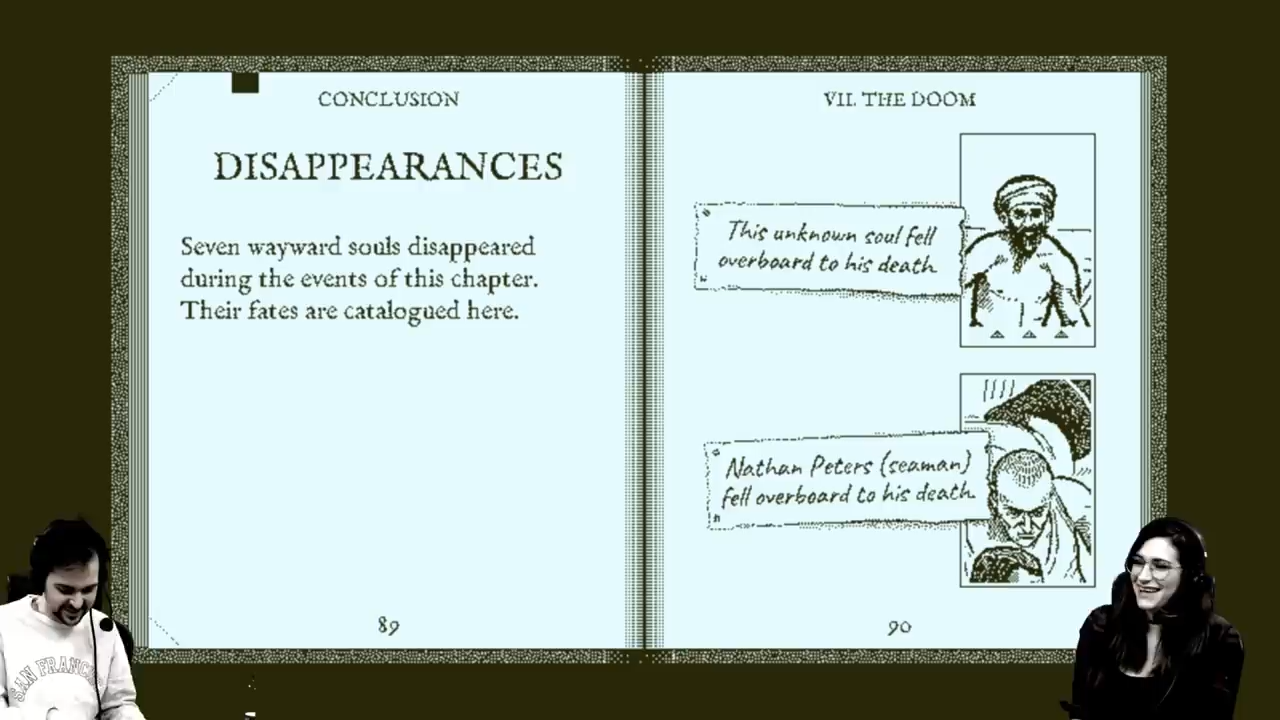 CONCLUSION
DISAPPEARANCES
Seven wayward souls disappeared
during the events of this chapter.
Their fates are catalogued here.
89
VII. THE DOOM
This unknown soul fell
overboard to his death
Nathan Peters (seaman)
fell overboard to his death.
90
SAN FRANC